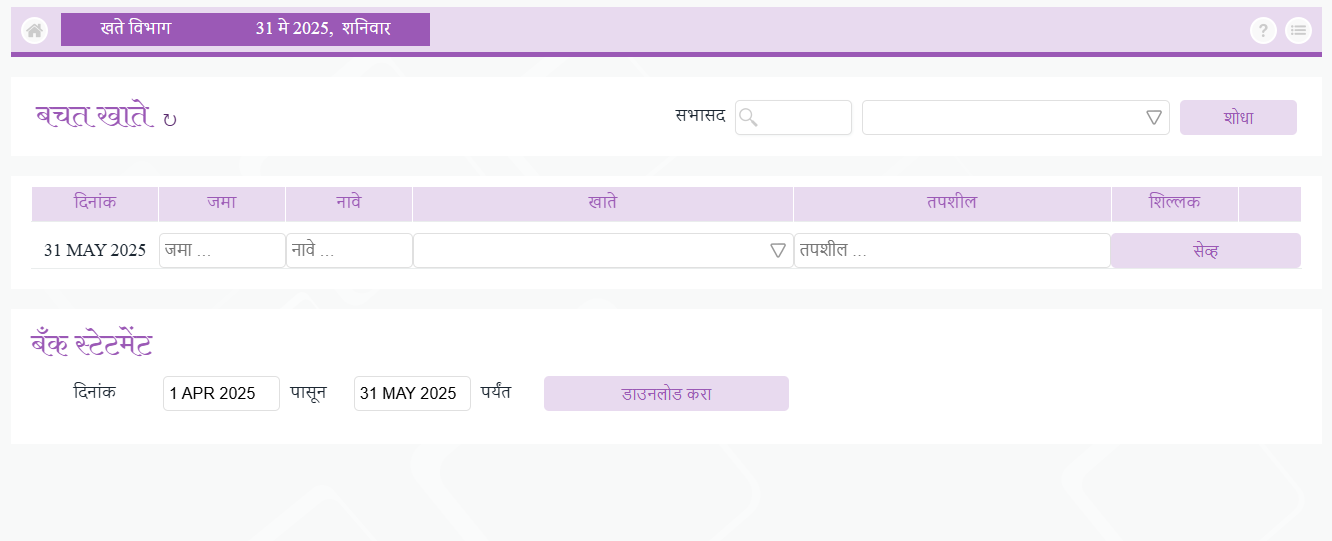 खते विभाग 31 मे 2025, शनिवार ?
बचत खाते ↻ सभासद शोधा
दिनांक जमा नावे खाते तपशील शिल्लक
31 MAY 2025 जमा ... नावे ... तपशील ... सेव्ह
बँक स्टेटमेंट
दिनांक 1 APR 2025 पासून 31 MAY 2025 पर्यंत डाउनलोड करा